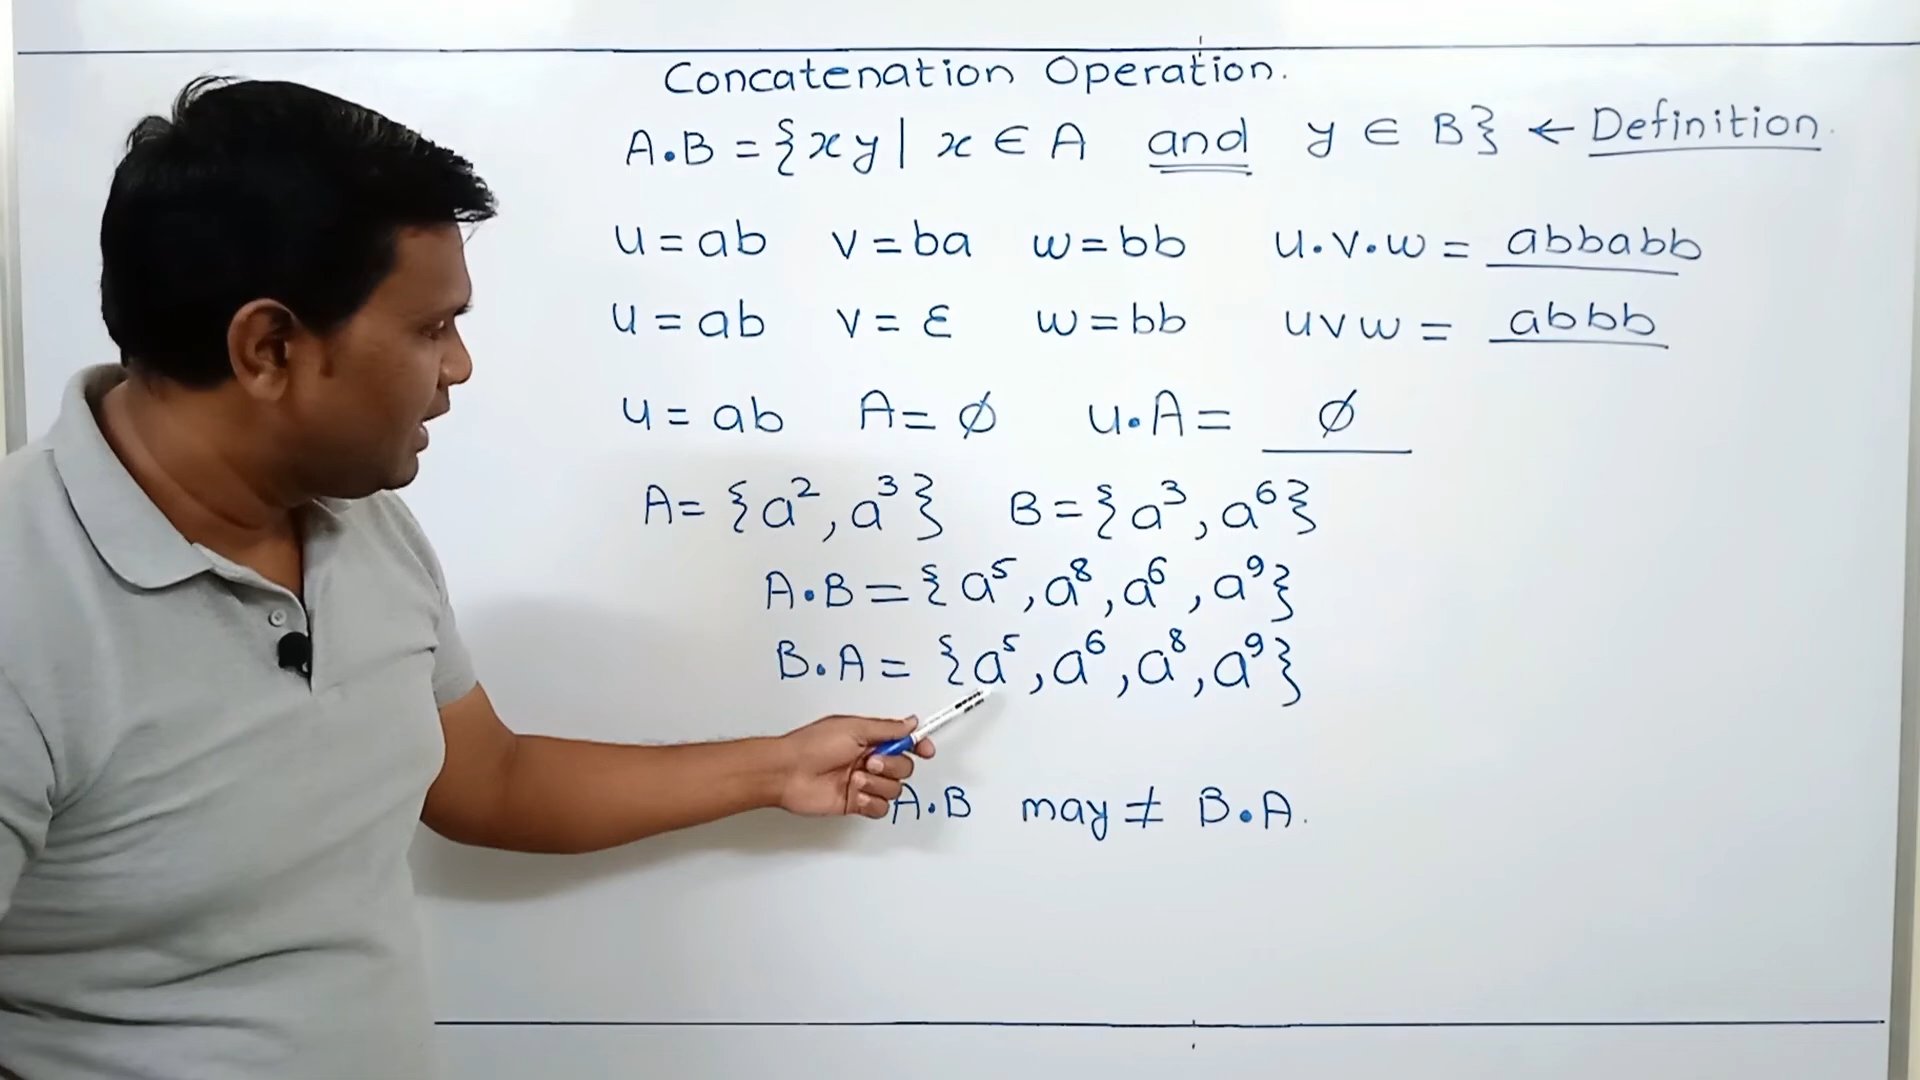 Concatenation Operation.
A.B = {xy | x ∈ A and y ∈ B} ← Definition.
u = ab v = ba w = bb u.v.w = abbabb
u = ab v = ε w = bb uvw = abbb
u = ab A = ∅ u.A = ∅
A = {a², a³} B = {a³, a⁶}
A.B = {a⁵, a⁸, a⁶, a⁹}
B.A = {a⁵, a⁶, a⁸, a⁹}
A.B may ≠ B.A.